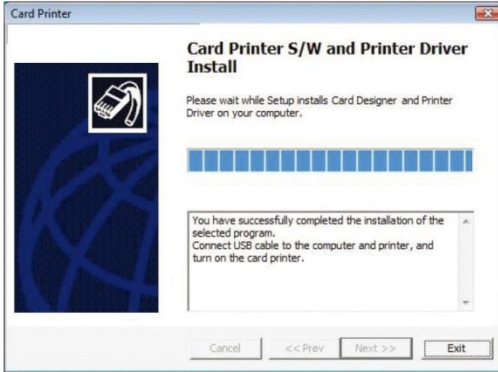 Card Printer
Card Printer S/W and Printer Driver
Install
Please wait while Setup installs Card Designer and Printer
Driver on your computer.
You have successfully completed the installation of the
selected program.
Connect USB cable to the computer and printer, and
turn on the card printer.
Cancel
<< Prev
Next >>
Exit